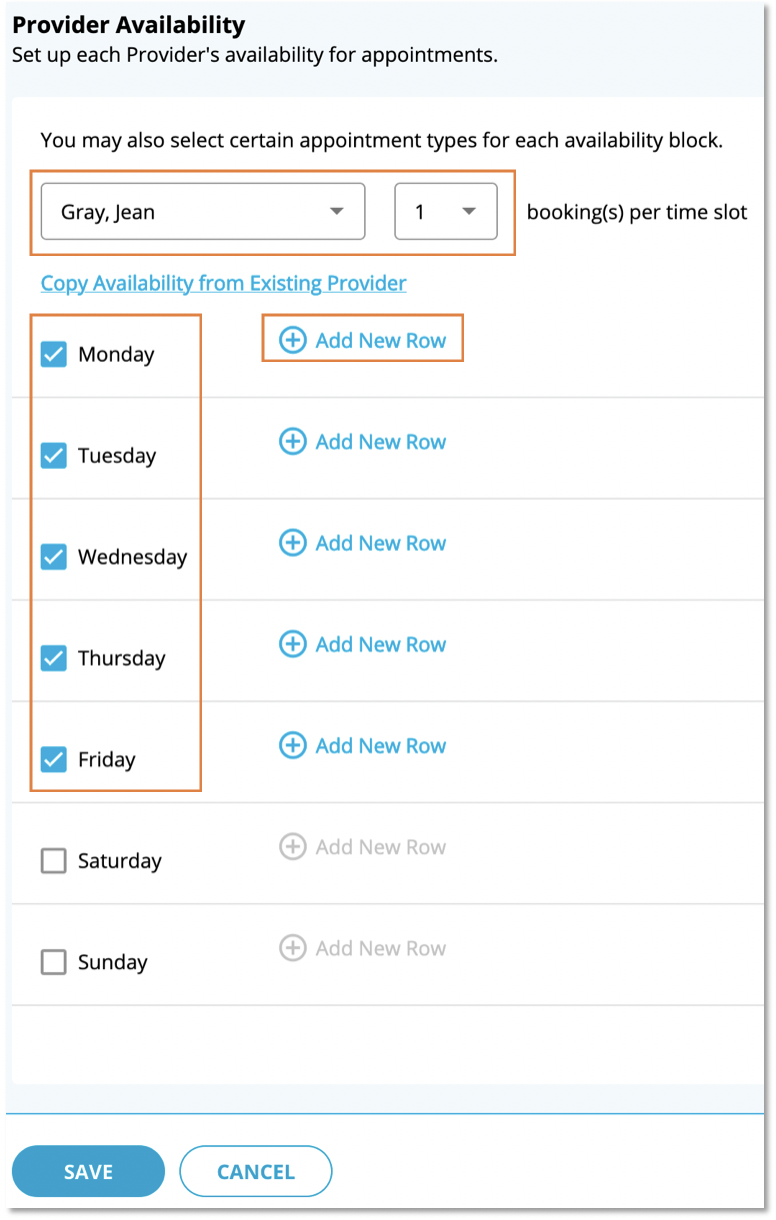 Provider Availability
Set up each Provider's availability for appointments.
You may also select certain appointment types for each availability block.
Gray, Jean 1 booking(s) per time slot
Copy Availability from Existing Provider
Monday Add New Row
Tuesday Add New Row
Wednesday Add New Row
Thursday Add New Row
Friday Add New Row
Saturday Add New Row
Sunday Add New Row
SAVE CANCEL